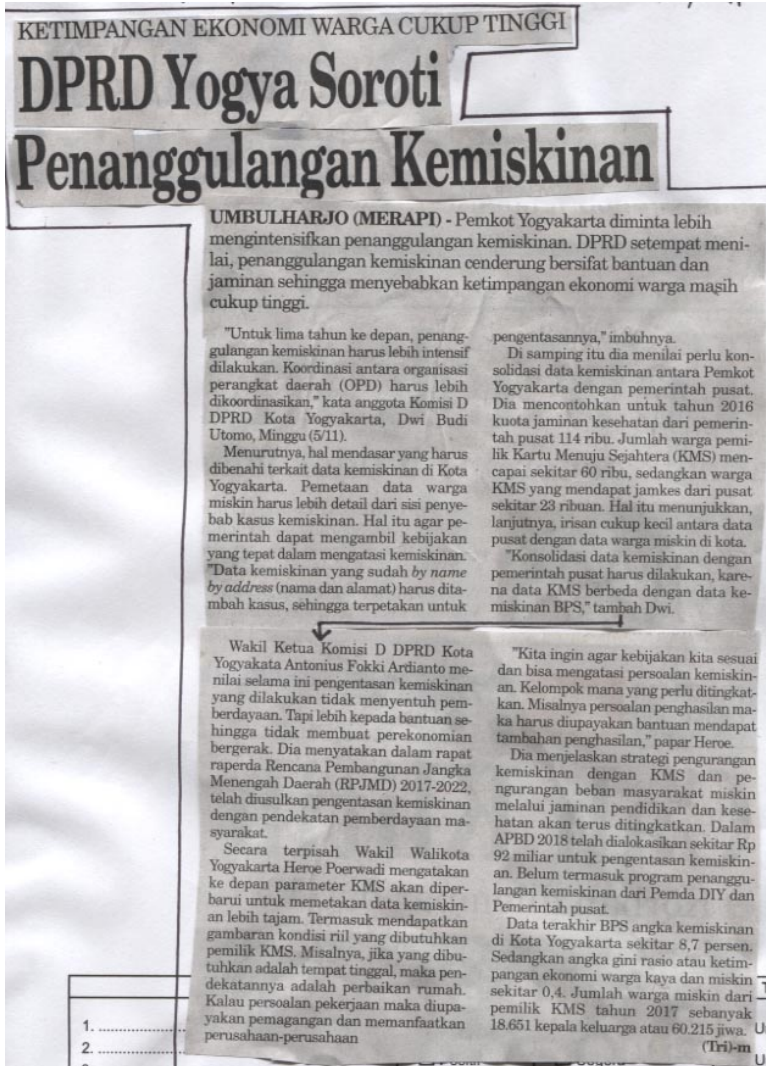 KETIMPANGAN EKONOMI WARGA CUKUP TINGGI
DPRD Yogya Soroti
Penanggulangan Kemiskinan
UMBULHARJO (MERAPI) - Pemkot Yogyakarta diminta lebih
mengintensifkan penanggulangan kemiskinan. DPRD setempat meni-
lai, penanggulangan kemiskinan cenderung bersifat bantuan dan
jaminan sehingga menyebabkan ketimpangan ekonomi warga masih
cukup tinggi.
"Untuk lima tahun ke depan, penang-
gulangan kemiskinan harus lebih intensif
dilakukan. Koordinasi antara organisasi
perangkat daerah (OPD) harus lebih
dikoordinasikan," kata anggota Komisi D
DPRD Kota Yogyakarta, Dwi Budi
Utomo, Minggu (5/11).
Menurutnya, hal mendasar yang harus
dibenahi terkait data kemiskinan di Kota
Yogyakarta. Pemetaan data warga
miskin harus lebih detail dari sisi penye-
bab kasus kemiskinan. Hal itu agar pe-
merintah dapat mengambil kebijakan
yang tepat dalam mengatasi kemiskinan.
"Data kemiskinan yang sudah by name
by address (nama dan alamat) harus dita-
mbah kasus, sehingga terpetakan untuk
pengentasannya," imbuhnya.
Di samping itu dia menilai perlu kon-
solidasi data kemiskinan antara Pemkot
Yogyakarta dengan pemerintah pusat.
Dia mencontohkan untuk tahun 2016
kuota jaminan kesehatan dari pemerin-
tah pusat 114 ribu. Jumlah warga pemi-
lik Kartu Menuju Sejahtera (KMS) men-
capai sekitar 60 ribu, sedangkan warga
KMS yang mendapat jamkes dari pusat
sekitar 23 ribuan. Hal itu menunjukkan,
lanjutnya, irisan cukup kecil antara data
pusat dengan data warga miskin di kota.
"Konsolidasi data kemiskinan dengan
pemerintah pusat harus dilakukan, kare-
na data KMS berbeda dengan data ke-
miskinan BPS," tambah Dwi.
Wakil Ketua Komisi D DPRD Kota
Yogyakata Antonius Fokki Ardianto me-
nilai selama ini pengentasan kemiskinan
yang dilakukan tidak menyentuh pem-
berdayaan. Tapi lebih kepada bantuan se-
hingga tidak membuat perekonomian
bergerak. Dia menyatakan dalam rapat
raperda Rencana Pembangunan Jangka
Menengah Daerah (RPJMD) 2017-2022,
telah diusulkan pengentasan kemiskinan
dengan pendekatan pemberdayaan ma-
syarakat.
Secara terpisah Wakil Walikota
Yogyakarta Heroe Poerwadi mengatakan
ke depan parameter KMS akan diper-
barui untuk memetakan data kemiskin-
an lebih tajam. Termasuk mendapatkan
gambaran kondisi riil yang dibutuhkan
pemilik KMS. Misalnya, jika yang dibu-
tuhkan adalah tempat tinggal, maka pen-
dekatannya adalah perbaikan rumah.
Kalau persoalan pekerjaan maka diupa-
yakan pemagangan dan memanfaatkan
perusahaan-perusahaan
"Kita ingin agar kebijakan kita sesuai
dan bisa mengatasi persoalan kemiskin-
an. Kelompok mana yang perlu ditingkat-
kan. Misalnya persoalan penghasilan ma-
ka harus diupayakan bantuan mendapat
tambahan penghasilan," papar Heroe.
Dia menjelaskan strategi pengurangan
kemiskinan dengan KMS dan pe-
ngurangan beban masyarakat miskin
melalui jaminan pendidikan dan kese-
hatan akan terus ditingkatkan. Dalam
APBD 2018 telah dialokasikan sekitar Rp
92 miliar untuk pengentasan kemiskin-
an. Belum termasuk program penanggu-
langan kemiskinan dari Pemda DIY dan
Pemerintah pusat.
Data terakhir BPS angka kemiskinan
di Kota Yogyakarta sekitar 8,7 persen.
Sedangkan angka gini rasio atau ketim-
pangan ekonomi warga kaya dan miskin
sekitar 0,4. Jumlah warga miskin dari
pemilik KMS tahun 2017 sebanyak
18.651 kepala keluarga atau 60.215 jiwa.
(Tri)-m
1. ....................
2. ....................